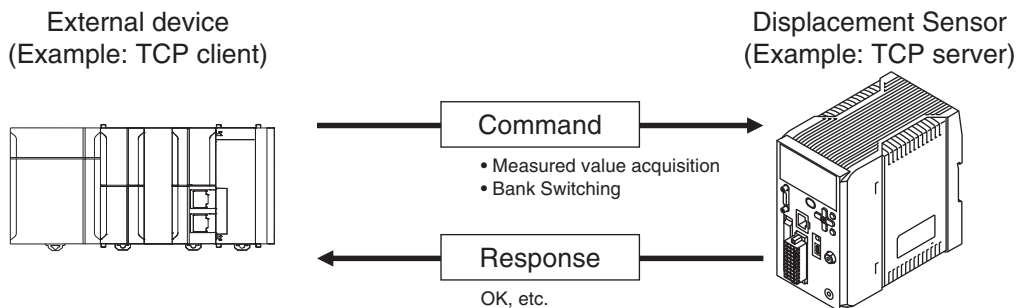 External device
(Example: TCP client)
Displacement Sensor
(Example: TCP server)
Command
• Measured value acquisition
• Bank Switching
Response
OK, etc.